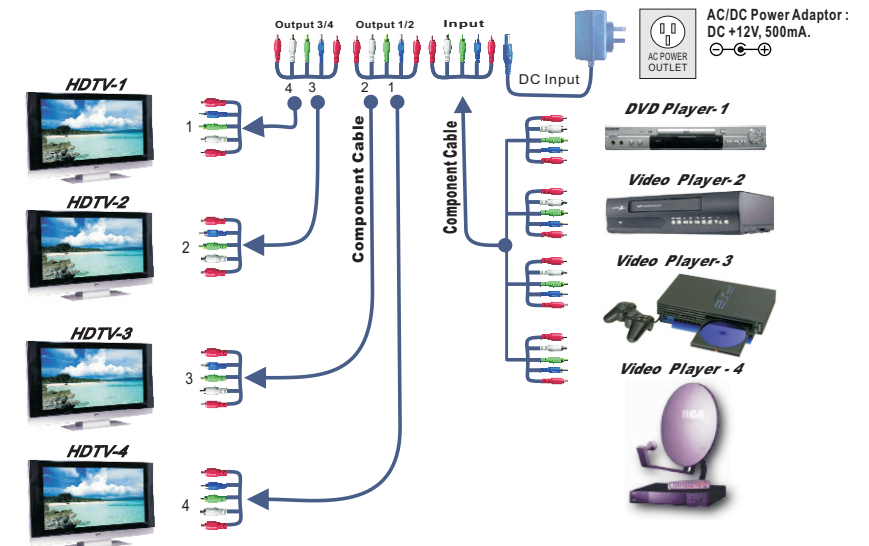 Output 3/4
Output 1/2
Input
AC/DC Power Adaptor :
DC +12V, 500mA.
AC POWER
OUTLET
DC Input
4
3
2
1
HDTV-1
1
HDTV-2
2
HDTV-3
3
HDTV-4
4
Component Cable
Component Cable
DVD Player-1
Video Player-2
Video Player-3
Video Player - 4
RCA